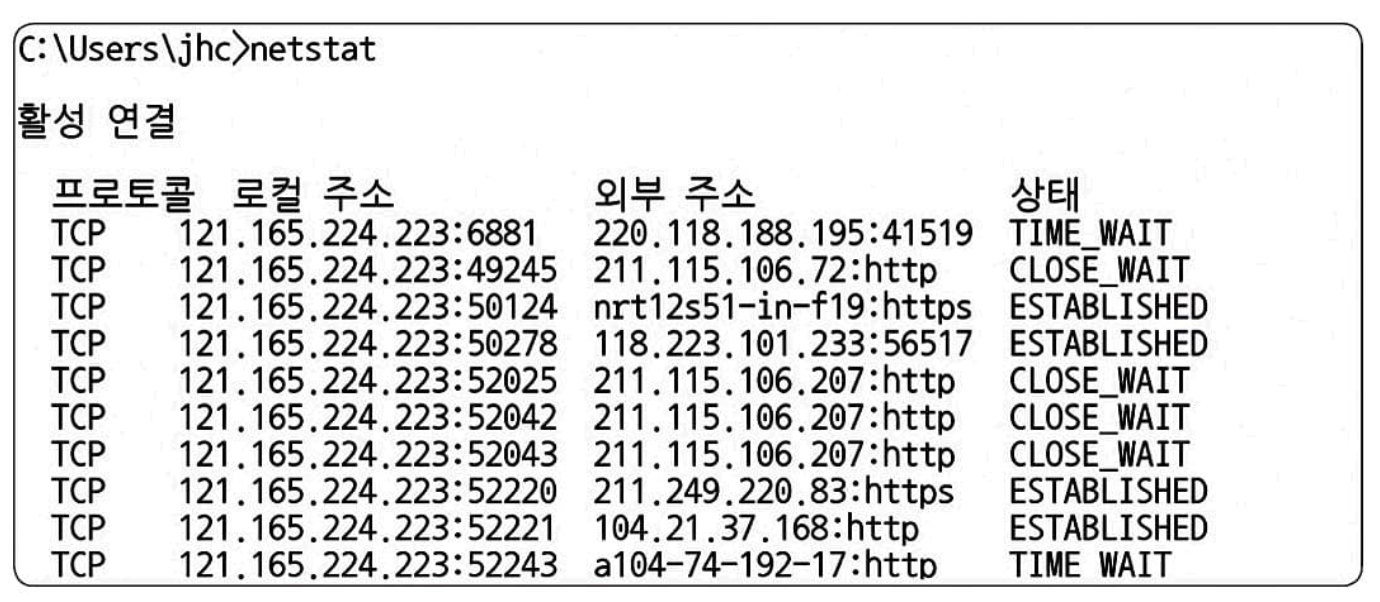 C:\Users\jhc>netstat
활성 연결
프로토콜 로컬 주소 외부 주소 상태
TCP 121.165.224.223:6881 220.118.188.195:41519 TIME_WAIT
TCP 121.165.224.223:49245 211.115.106.72:http CLOSE_WAIT
TCP 121.165.224.223:50124 nrt12s51-in-f19:https ESTABLISHED
TCP 121.165.224.223:50278 118.223.101.233:56517 ESTABLISHED
TCP 121.165.224.223:52025 211.115.106.207:http CLOSE_WAIT
TCP 121.165.224.223:52042 211.115.106.207:http CLOSE_WAIT
TCP 121.165.224.223:52043 211.115.106.207:http CLOSE_WAIT
TCP 121.165.224.223:52220 211.249.220.83:https ESTABLISHED
TCP 121.165.224.223:52221 104.21.37.168:http ESTABLISHED
TCP 121.165.224.223:52243 a104-74-192-17:http TIME WAIT